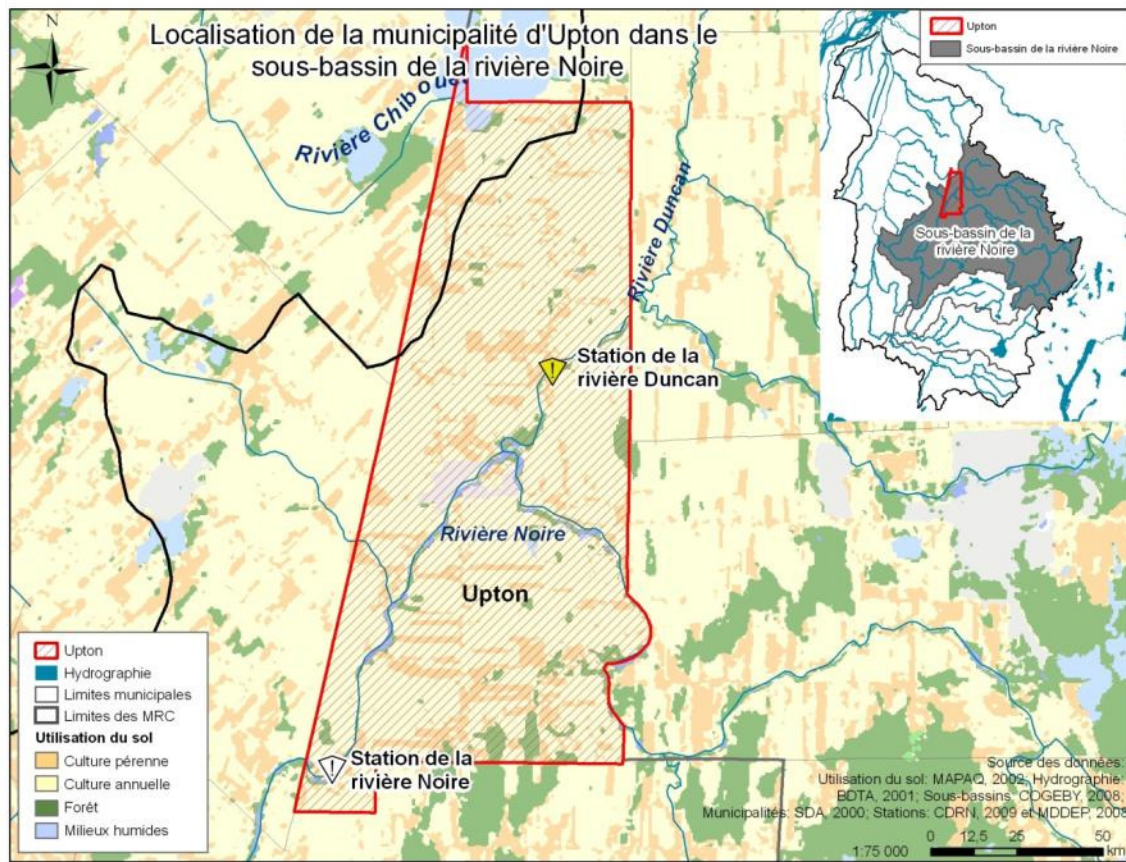 Localisation de la municipalité d'Upton dans le
sous-bassin de la rivière Noire
N
Upton
Sous-bassin de la rivière Noire
Sous-bassin de la
rivière Noire
Rivière Chibouet
Rivière Duncan
Station de la
rivière Duncan
Rivière Noire
Upton
Station de la
rivière Noire
Upton
Hydrographie
Limites municipales
Limites des MRC
Utilisation du sol
Culture pérenne
Culture annuelle
Forêt
Milieux humides
Source des données:
Utilisation du sol: MAPAQ, 2002; Hydrographie:
BDTA, 2001; Sous-bassins: COGEBY, 2008;
Municipalités: SDA, 2000; Stations: CDRN, 2009 et MDDEP, 2008
0 12,5 25 50
1:75 000 km